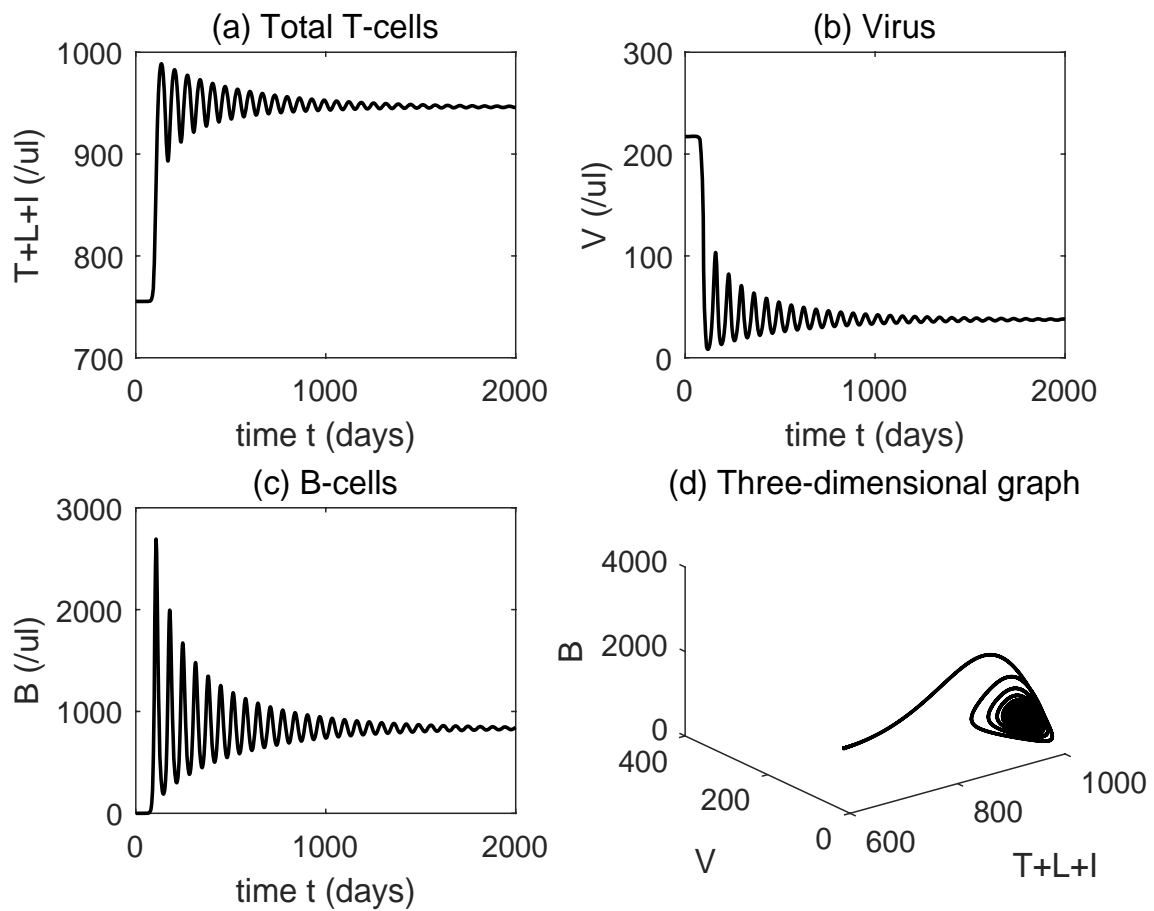 (a) Total T-cells
1000
900
800
700
T+L+I (/ul)
0
1000
2000
time t (days)
(b) Virus
300
200
100
0
V (/ul)
0
1000
2000
time t (days)
(c) B-cells
3000
2000
1000
0
B (/ul)
0
1000
2000
time t (days)
(d) Three-dimensional graph
4000
2000
0
B
400
200
0
V
600
800
1000
T+L+I